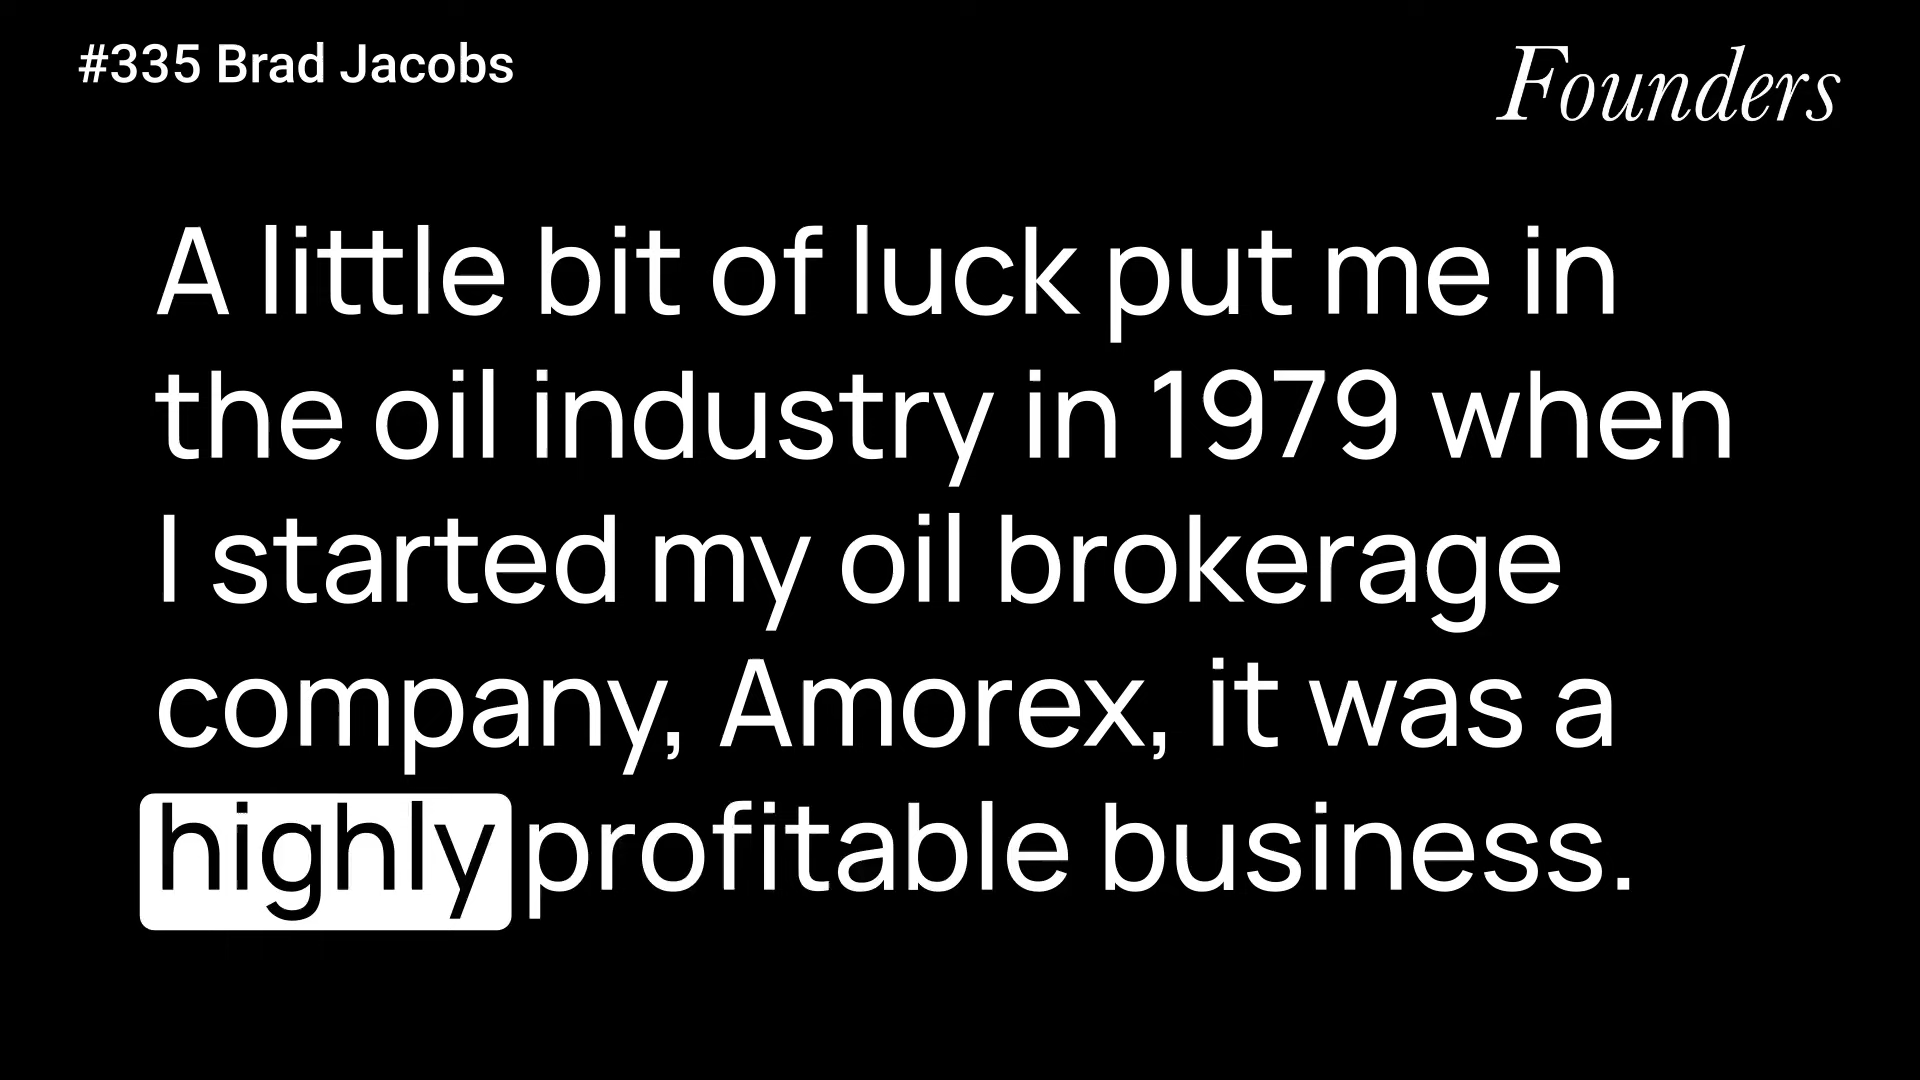 #335 Brad Jacobs
Founders
A little bit of luck put me in
the oil industry in 1979 when
I started my oil brokerage
company, Amorex, it was a
highly profitable business.